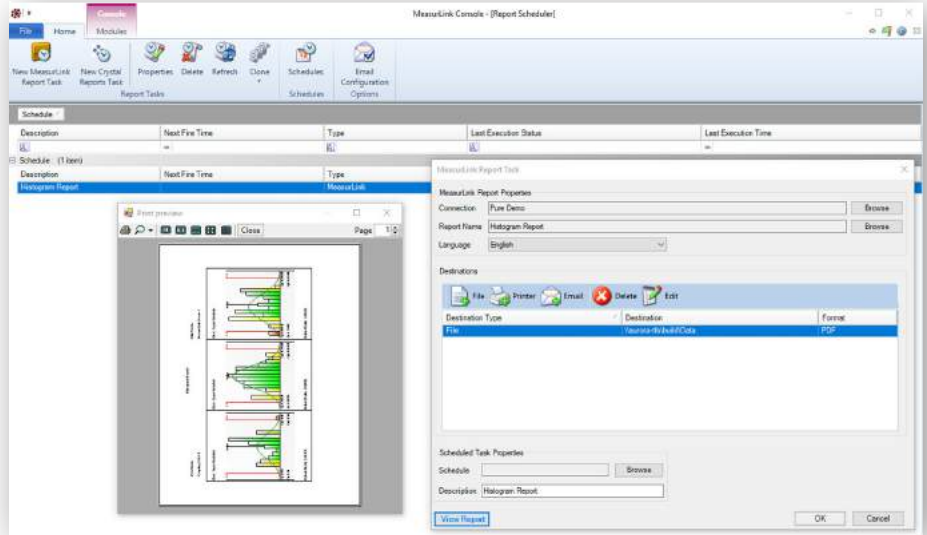 Console
MeasurLink Console - [Report Scheduler]
File Home Modules
New MeasurLink Report Task
New Crystal Reports Task
Properties
Delete
Refresh
Clone
Schedules
Email Configuration
Report Tasks
Schedules
Options
Schedule
Description Next Fire Time Type Last Execution Status Last Execution Time
Schedule (1 item)
Description Next Fire Time Type
Histogram Report MeasurLink
Print preview
Close Page 1
MeasurLink Report Task
MeasurLink Report Properties
Connection Pure Demo Browse
Report Name Histogram Report Browse
Language English
Destinations
File Printer Email Delete Edit
Destination Type Destination Format
File PDF
Scheduled Task Properties
Schedule Browse
Description Histogram Report
View Report OK Cancel